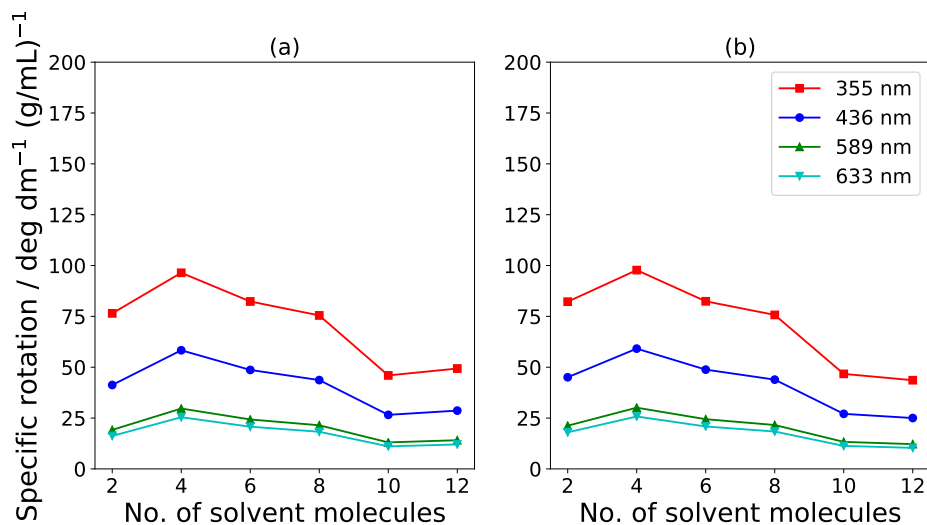 Specific rotation / deg dm⁻¹ (g/mL)⁻¹
(a)
200
175
150
125
100
75
50
25
0
2 4 6 8 10 12
No. of solvent molecules
(b)
200
175
150
125
100
75
50
25
0
355 nm
436 nm
589 nm
633 nm
2 4 6 8 10 12
No. of solvent molecules